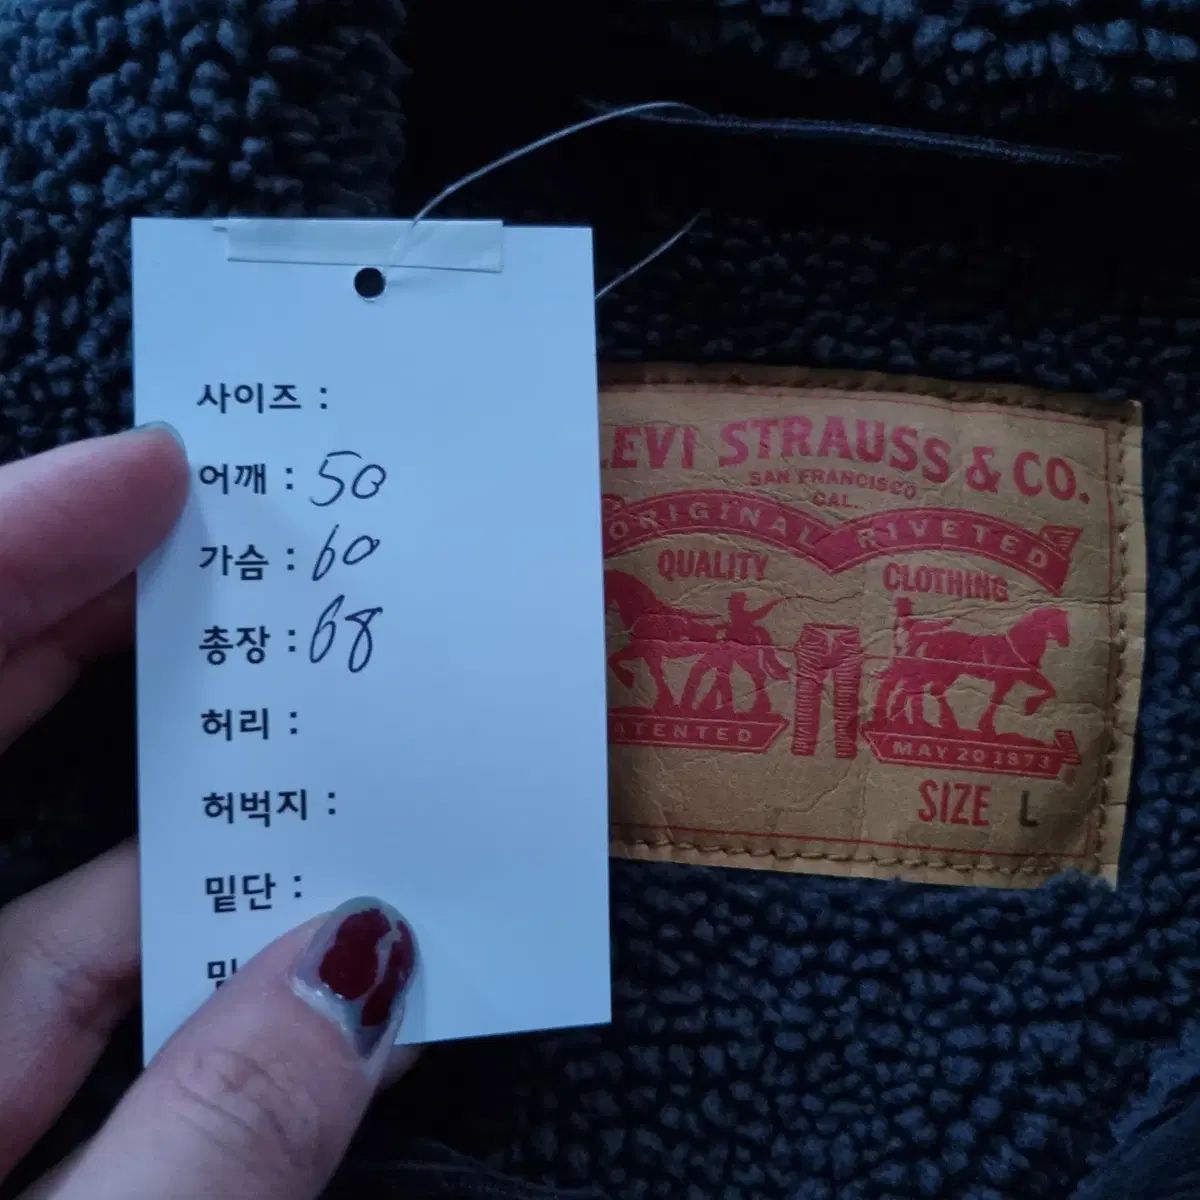 사이즈 :
어깨 : 50
가슴 : 60
총장 : 68
허리 :
허벅지 :
밑단 :
LEVI STRAUSS & CO.
SAN FRANCISCO
CAL.
ORIGINAL RIVETED
QUALITY CLOTHING
PATENTED MAY 20 1873
SIZE L